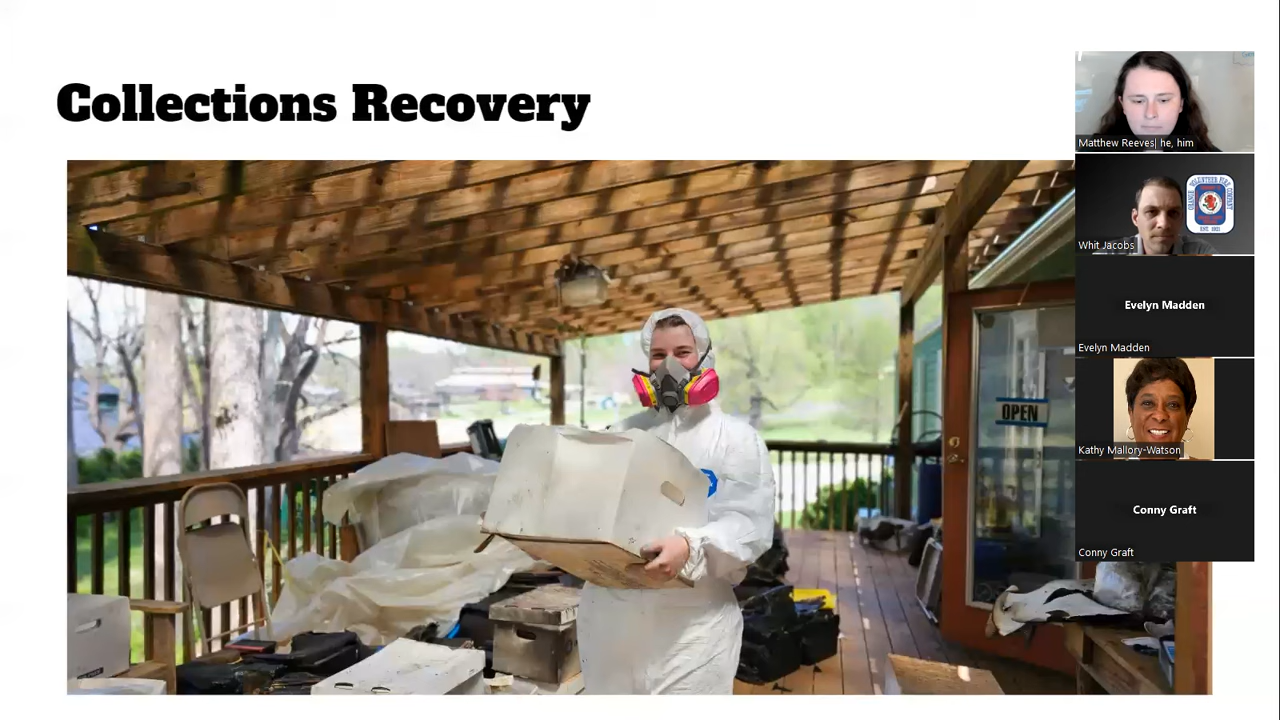 Collections Recovery
Matthew Reeves| he, him
Whit Jacobs
Evelyn Madden
Evelyn Madden
Kathy Mallory-Watson
Conny Graft
Conny Graft
OPEN